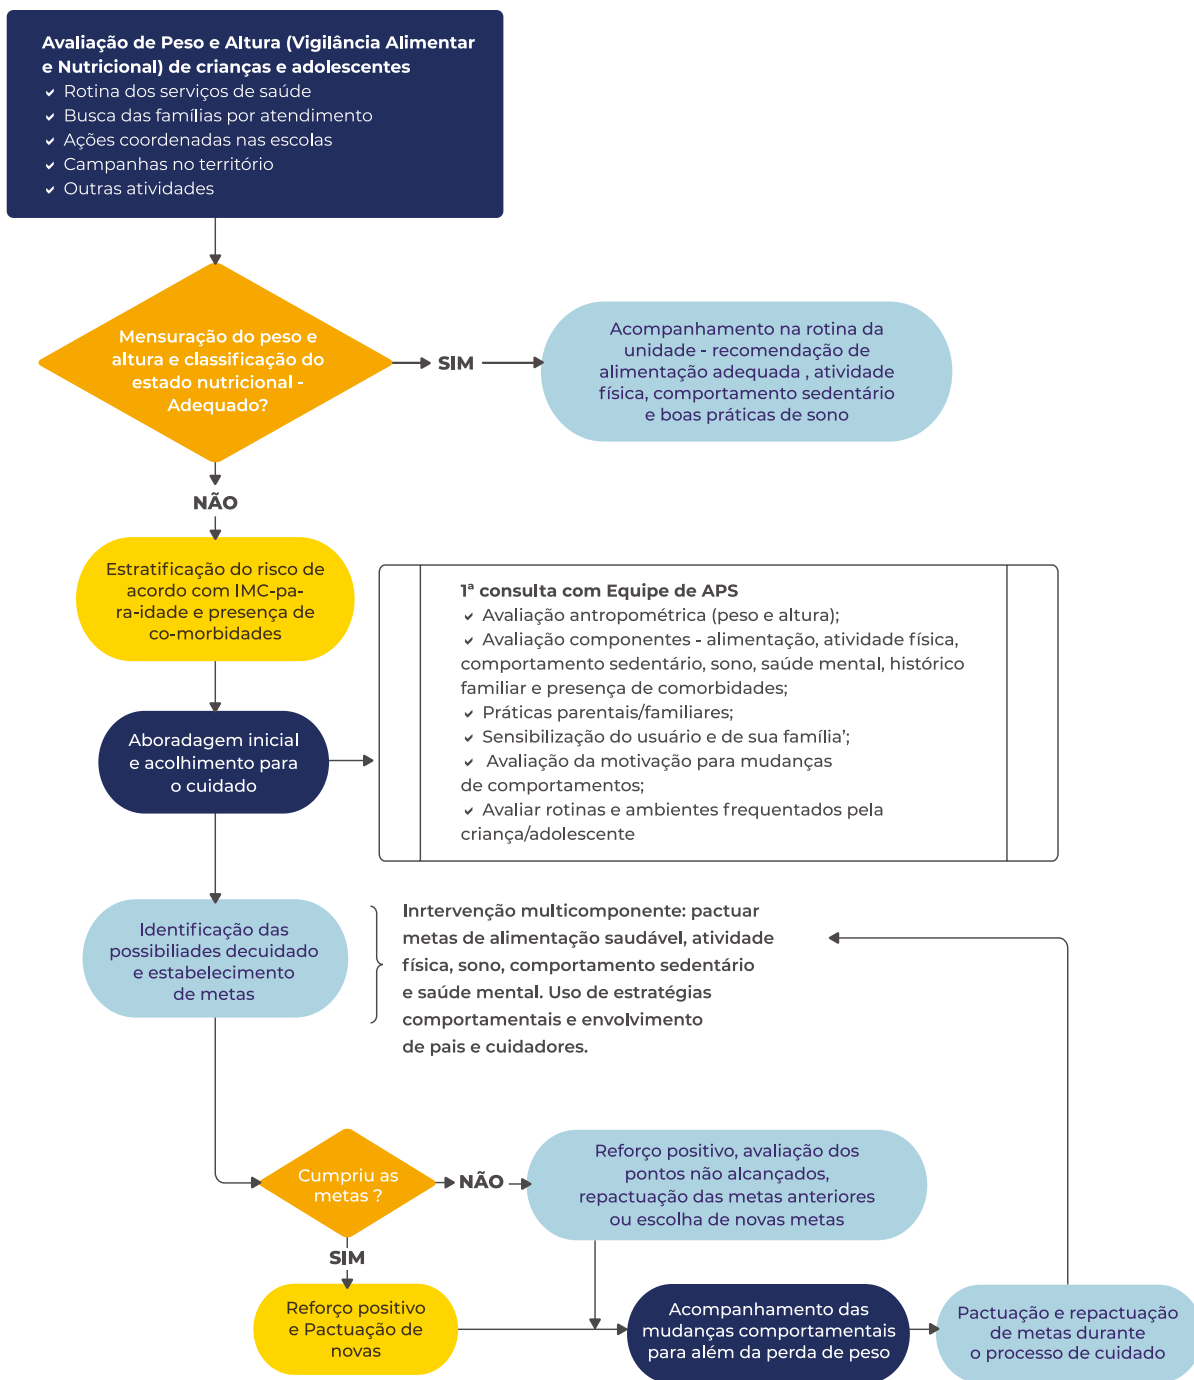 Avaliação de Peso e Altura (Vigilância Alimentar
e Nutricional) de crianças e adolescentes
Rotina dos serviços de saúde
Busca das famílias por atendimento
Ações coordenadas nas escolas
Campanhas no território
Outras atividades
Mensuração do peso e
altura e classificação do
estado nutricional -
Adequado?
SIM
Acompanhamento na rotina da
unidade - recomendação de
alimentação adequada , atividade
física, comportamento sedentário
e boas práticas de sono
NÃO
Estratificação do risco de
acordo com IMC-pa-
ra-idade e presença de
co-morbidades
1ª consulta com Equipe de APS
Avaliação antropométrica (peso e altura);
Avaliação componentes - alimentação, atividade física,
comportamento sedentário, sono, saúde mental, histórico
familiar e presença de comorbidades;
Práticas parentais/familiares;
Sensibilização do usuário e de sua família’;
Avaliação da motivação para mudanças
de comportamentos;
Avaliar rotinas e ambientes frequentados pela
criança/adolescente
Aboradagem inicial
e acolhimento para
o cuidado
Identificação das
possibiliades decuidado
e estabelecimento
de metas
Inrtervenção multicomponente: pactuar
metas de alimentação saudável, atividade
física, sono, comportamento sedentário
e saúde mental. Uso de estratégias
comportamentais e envolvimento
de pais e cuidadores.
Cumpriu as
metas ?
NÃO
Reforço positivo, avaliação dos
pontos não alcançados,
repactuação das metas anteriores
ou escolha de novas metas
SIM
Reforço positivo
e Pactuação de
novas
Acompanhamento das
mudanças comportamentais
para além da perda de peso
Pactuação e repactuação
de metas durante
o processo de cuidado